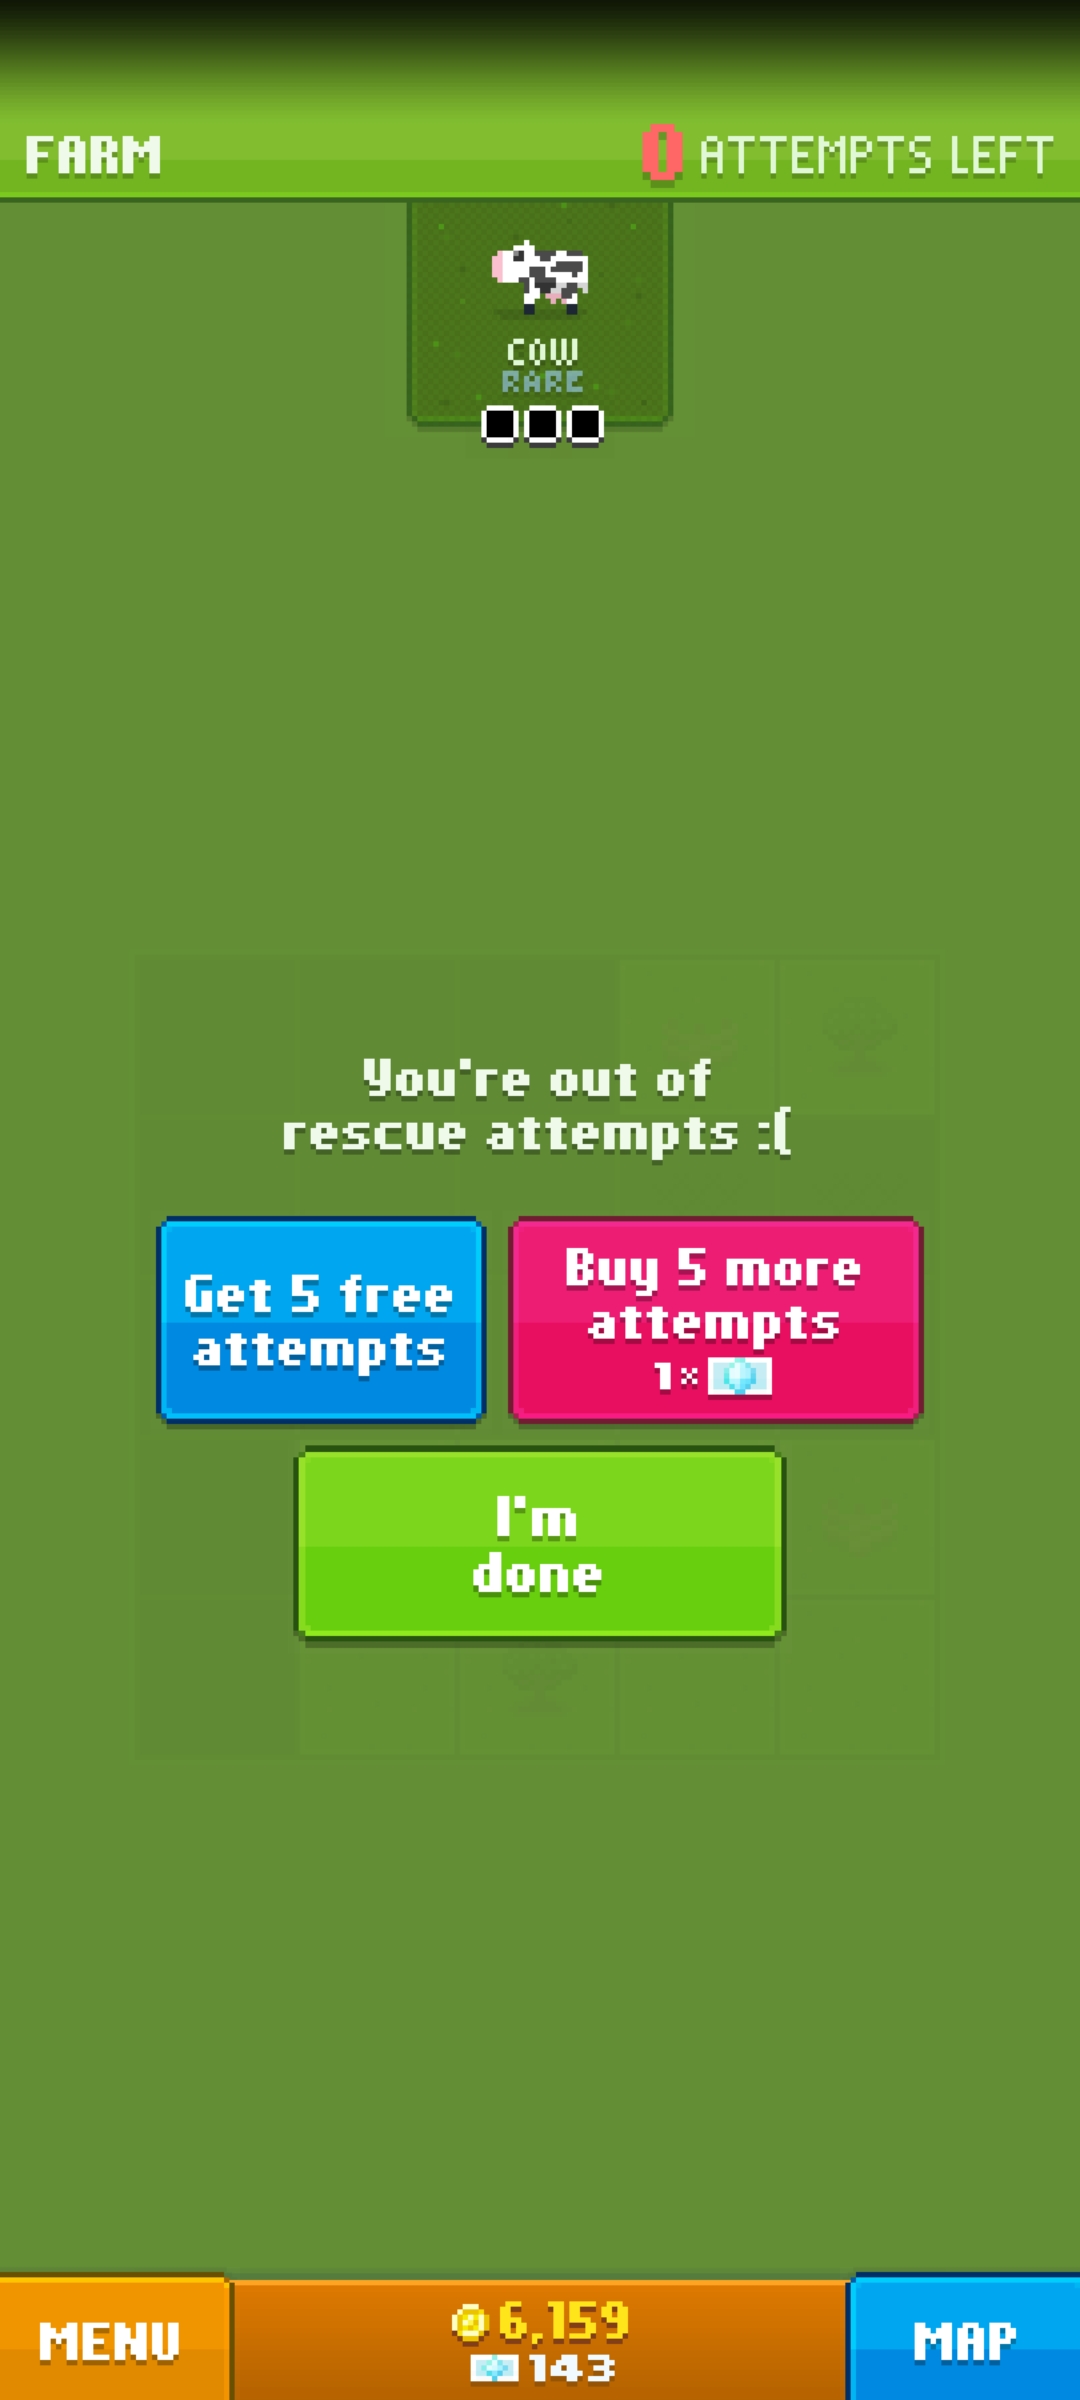 FARM
0 ATTEMPTS LEFT
COW
RARE
You're out of
rescue attempts :(
Get 5 free
attempts
Buy 5 more
attempts
1×
I'm
done
MENU
6,159
143
MAP